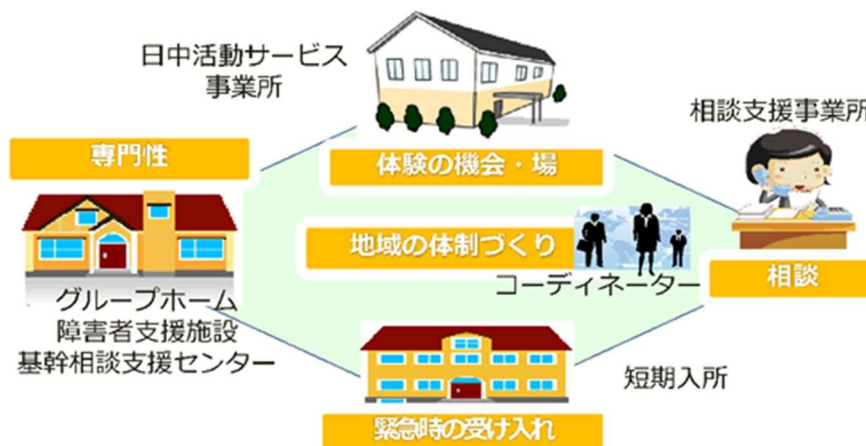 日中活動サービス
事業所
相談支援事業所
専門性
体験の機会・場
地域の体制づくり
コーディネーター
相談
グループホーム
障害者支援施設
基幹相談支援センター
短期入所
緊急時の受け入れ